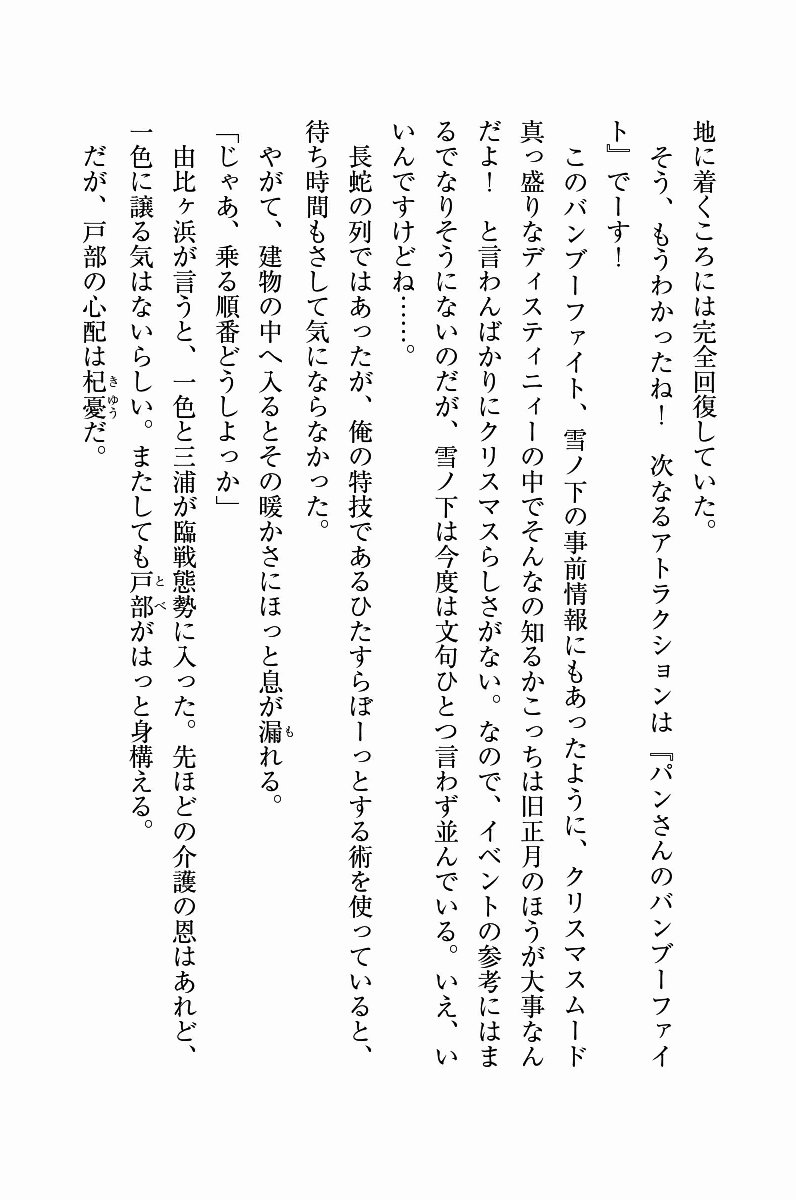 地に着くころには完全回復していた。
　そう、もうわかったね！　次なるアトラクションは『パンさんのバンブーファイ
ト』でーす！
　このバンブーファイト、雪ノ下の事前情報にもあったように、クリスマスムード
真っ盛りなディスティニィーの中でそんなの知るかこっちは旧正月のほうが大事なん
だよ！　と言わんばかりにクリスマスらしさがない。なので、イベントの参考にはま
るでなりそうにないのだが、雪ノ下は今度は文句ひとつ言わず並んでいる。いえ、い
いんですけどね……。
　長蛇の列ではあったが、俺の特技であるひたすらぼーっとする術を使っていると、
待ち時間もさして気にならなかった。
　やがて、建物の中へ入るとその暖かさにほっと息が漏れる。
「じゃあ、乗る順番どうしよっか」
　由比ヶ浜が言うと、一色と三浦が臨戦態勢に入った。先ほどの介護の恩はあれど、
一色に譲る気はないらしい。またしても戸部がはっと身構える。
　だが、戸部の心配は杞憂だ。